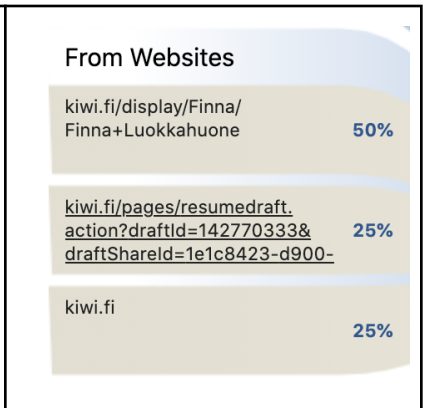 From Websites
kiwi.fi/display/Finna/
Finna+Luokkahuone
50%
kiwi.fi/pages/resumedraft.
action?draftId=142770333&
draftShareId=1e1c8423-d900-
25%
kiwi.fi
25%